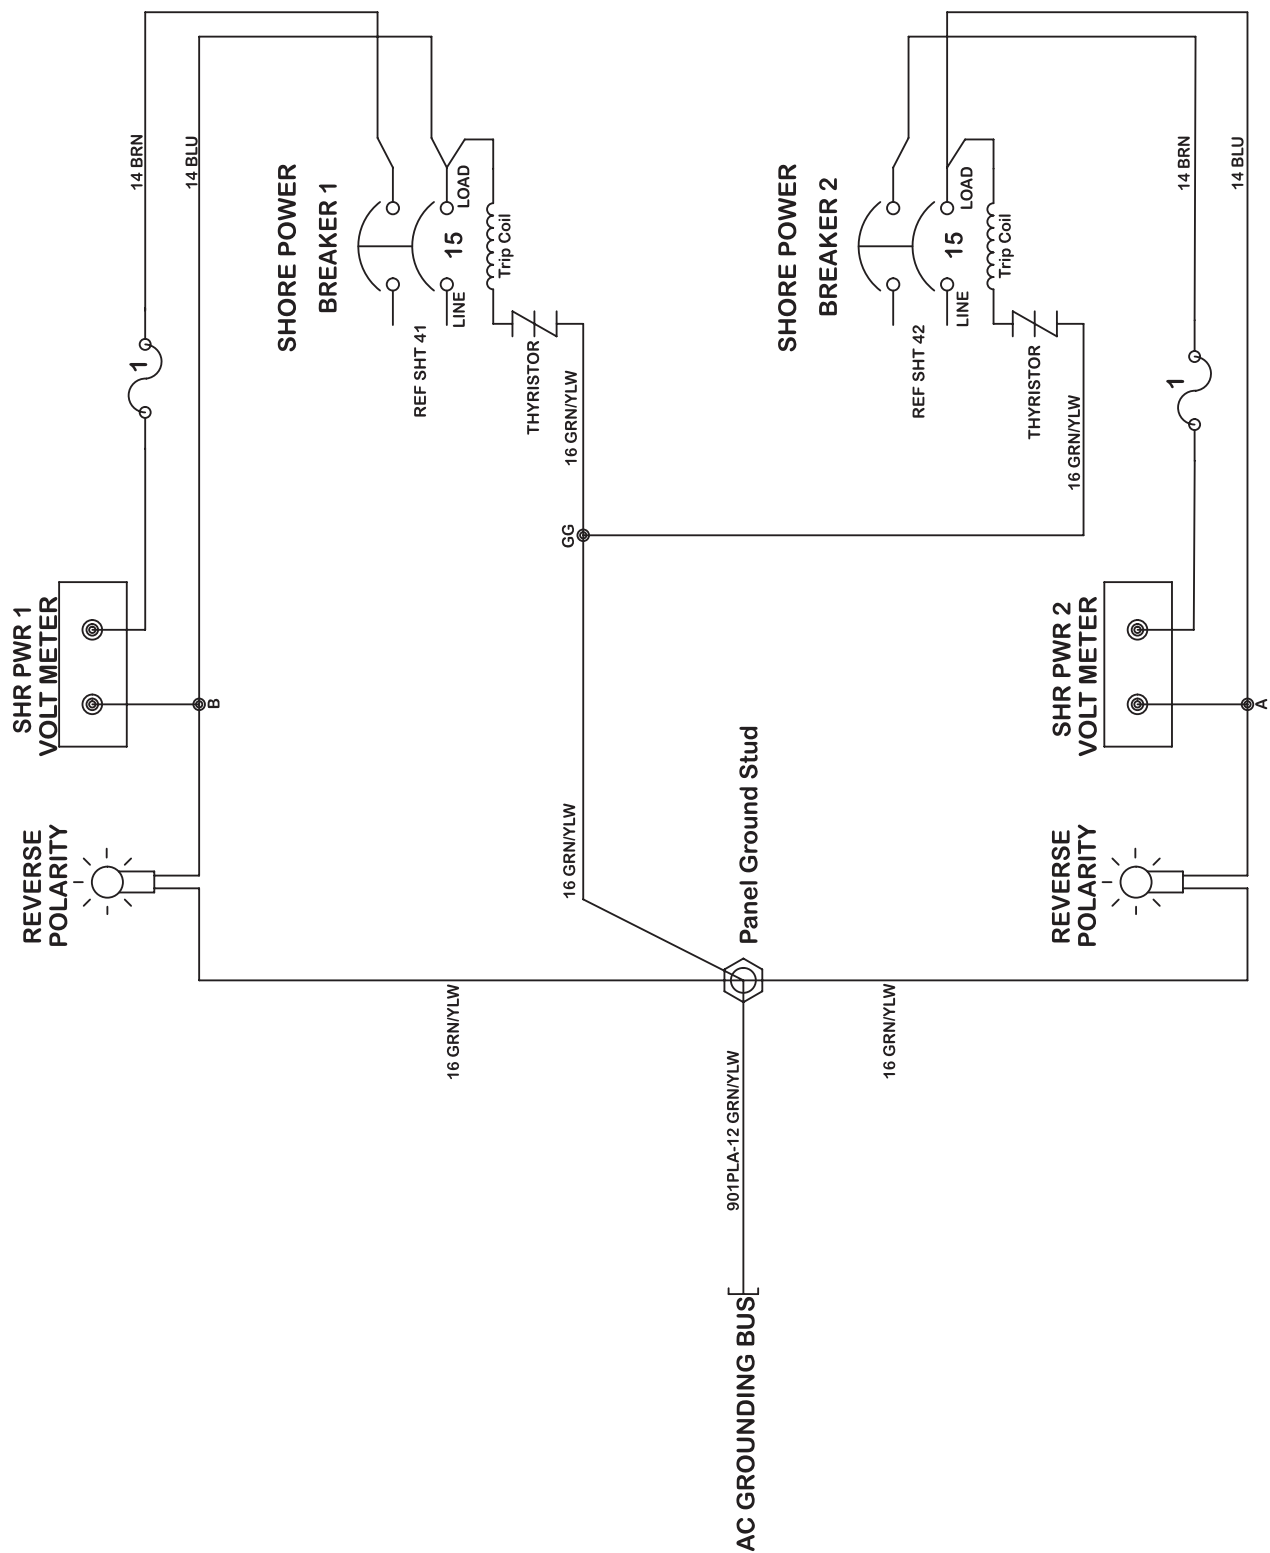 SHR PWR 1
VOLT METER
REVERSE
POLARITY
14 BRN
14 BLU
1
B
SHORE POWER
BREAKER 1
REF SHT 41
LINE
15
LOAD
Trip Coil
THYRISTOR
16 GRN/YLW
GG
16 GRN/YLW
16 GRN/YLW
Panel Ground Stud
901PLA-12 GRN/YLW
AC GROUNDING BUS
SHORE POWER
BREAKER 2
REF SHT 42
LINE
15
LOAD
Trip Coil
THYRISTOR
16 GRN/YLW
16 GRN/YLW
REVERSE
POLARITY
SHR PWR 2
VOLT METER
1
14 BRN
14 BLU
A